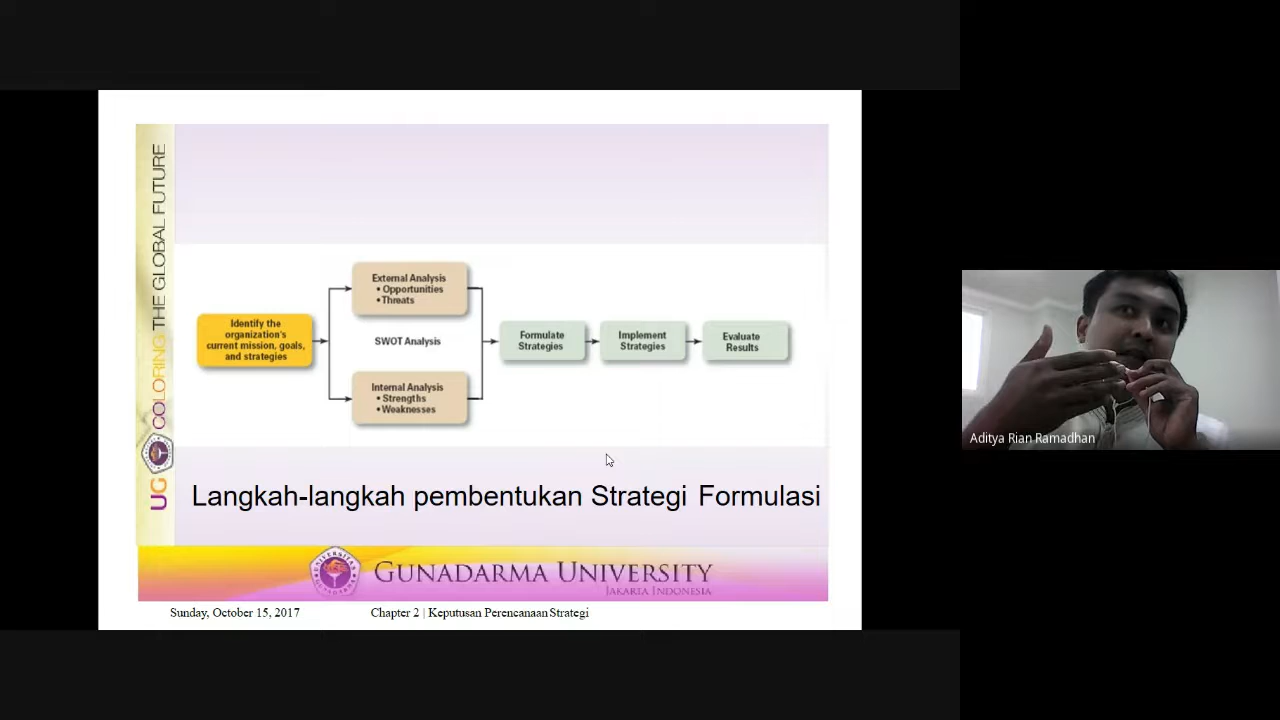 UG COLORING THE GLOBAL FUTURE
Identify the
organization's
current mission, goals,
and strategies
External Analysis
• Opportunities
• Threats
SWOT Analysis
Internal Analysis
• Strengths
• Weaknesses
Formulate
Strategies
Implement
Strategies
Evaluate
Results
Langkah-langkah pembentukan Strategi Formulasi
GUNADARMA UNIVERSITY
JAKARTA INDONESIA
Sunday, October 15, 2017
Chapter 2 | Keputusan Perencanaan Strategi
Aditya Rian Ramadhan